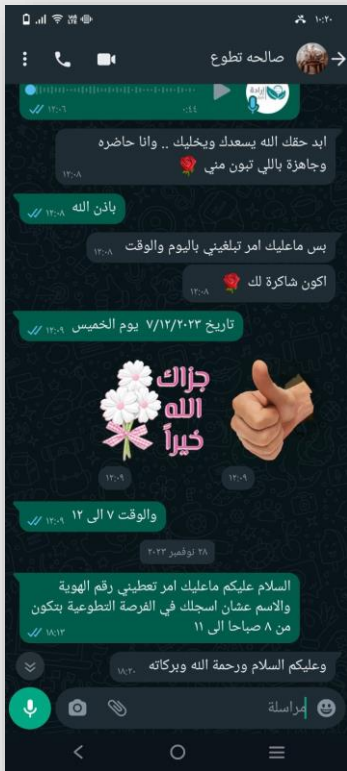 ١٠:٢٠
صالحه تطوع
٠:٤٤
١٢:٠٦
ابد حقك الله يسعدك ويخليك .. وانا حاضره
وجاهزة باللي تبون مني 🌹
١٢:٠٨
باذن الله
١٢:٠٨
بس ماعليك امر تبلغيني باليوم والوقت
١٢:٠٨
اكون شاكرة لك 🌹
١٢:٠٨
تاريخ ٧/١٢/٢٠٢٣ يوم الخميس
١٢:٠٩
جزاك
الله
خيراً
١٢:٠٩
١٢:٠٩
والوقت ٧ الى ١٢
١٢:٠٩
٢٨ نوفمبر ٢٠٢٣
السلام عليكم ماعليك امر تعطيني رقم الهوية
والاسم عشان اسجلك في الفرصة التطوعية بتكون
من ٨ صباحا الى ١١
١٨:١٣
وعليكم السلام ورحمة الله وبركاته
١٨:٢٠
مراسلة